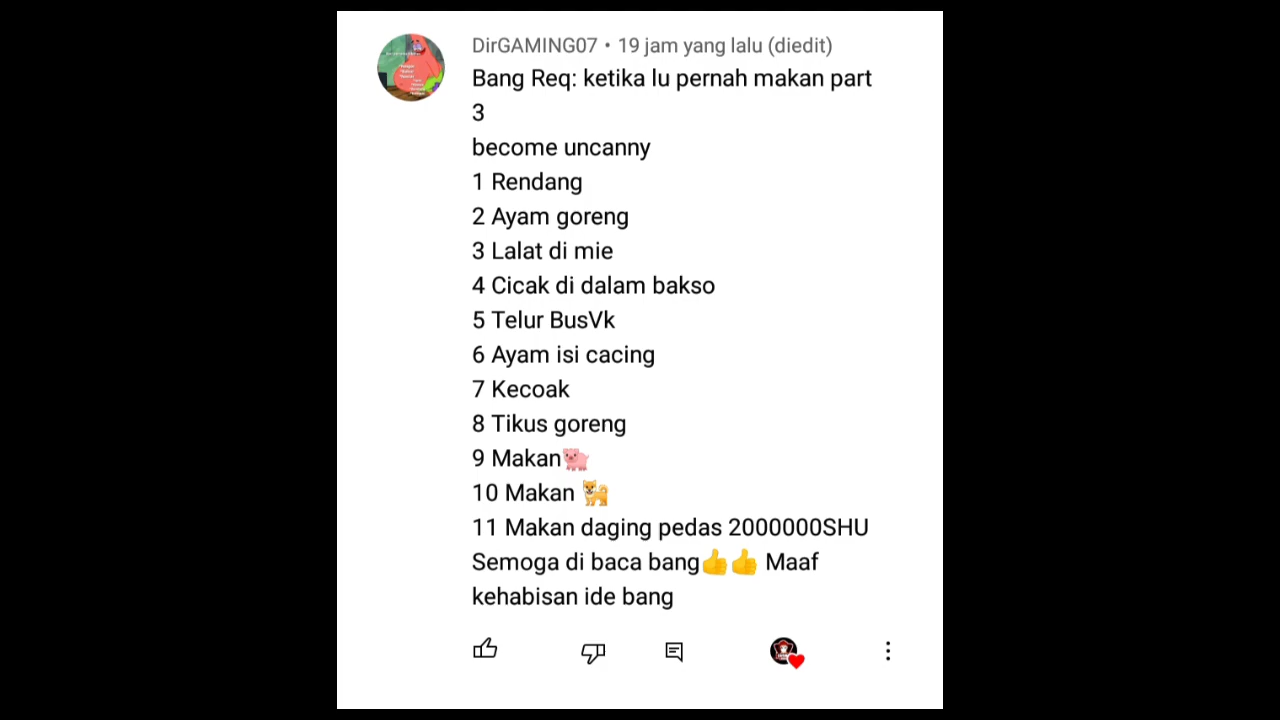 DirGAMING07 • 19 jam yang lalu (diedit)
Bang Req: ketika lu pernah makan part
3
become uncanny
1 Rendang
2 Ayam goreng
3 Lalat di mie
4 Cicak di dalam bakso
5 Telur BusVk
6 Ayam isi cacing
7 Kecoak
8 Tikus goreng
9 Makan🐖
10 Makan 🐕
11 Makan daging pedas 2000000SHU
Semoga di baca bang👍👍 Maaf
kehabisan ide bang